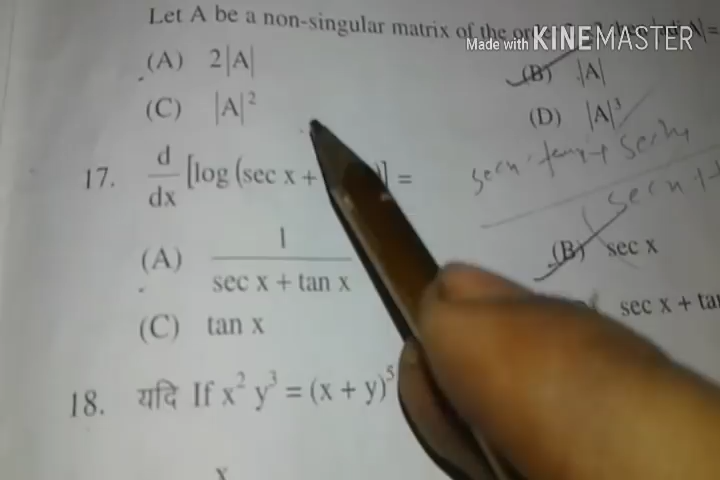 Let A be a non-singular matrix of the
Made with KINEMASTER
(A) 2|A|
(B) |A|
(C) |A|²
(D) |A|³
17. d/dx [log (sec x +
] =
(A) 1/(sec x + tan x)
(B) sec x
(C) tan x
sec x + ta
18. यदि If x² y³ = (x + y)⁵
x